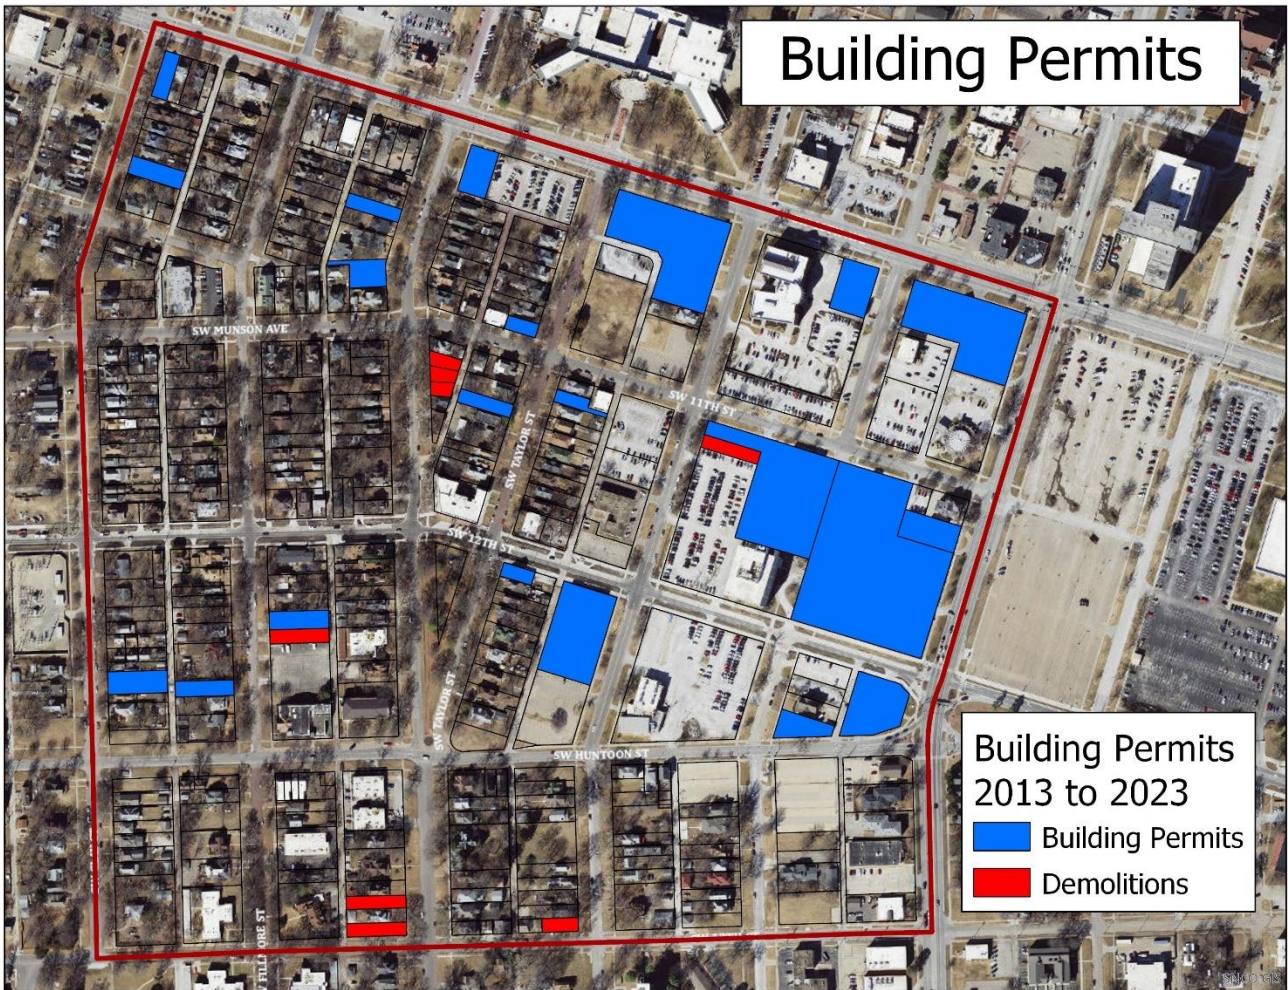 Building Permits
SW MUNSON AVE
SW 11TH ST
SW TAYLOR ST
SW 12TH ST
SW TAYLOR ST
SW HUNTOON ST
FILLMORE ST
Building Permits
2013 to 2023
Building Permits
Demolitions